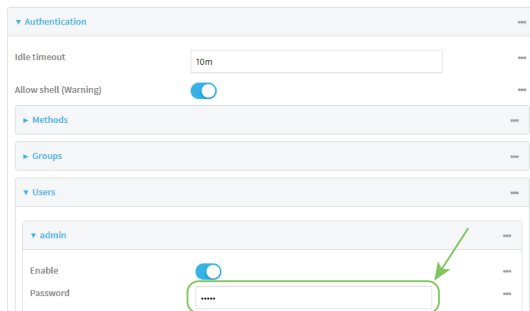 Authentication
Idle timeout
10m
Allow shell (Warning)
Methods
Groups
Users
admin
Enable
Password
•••••